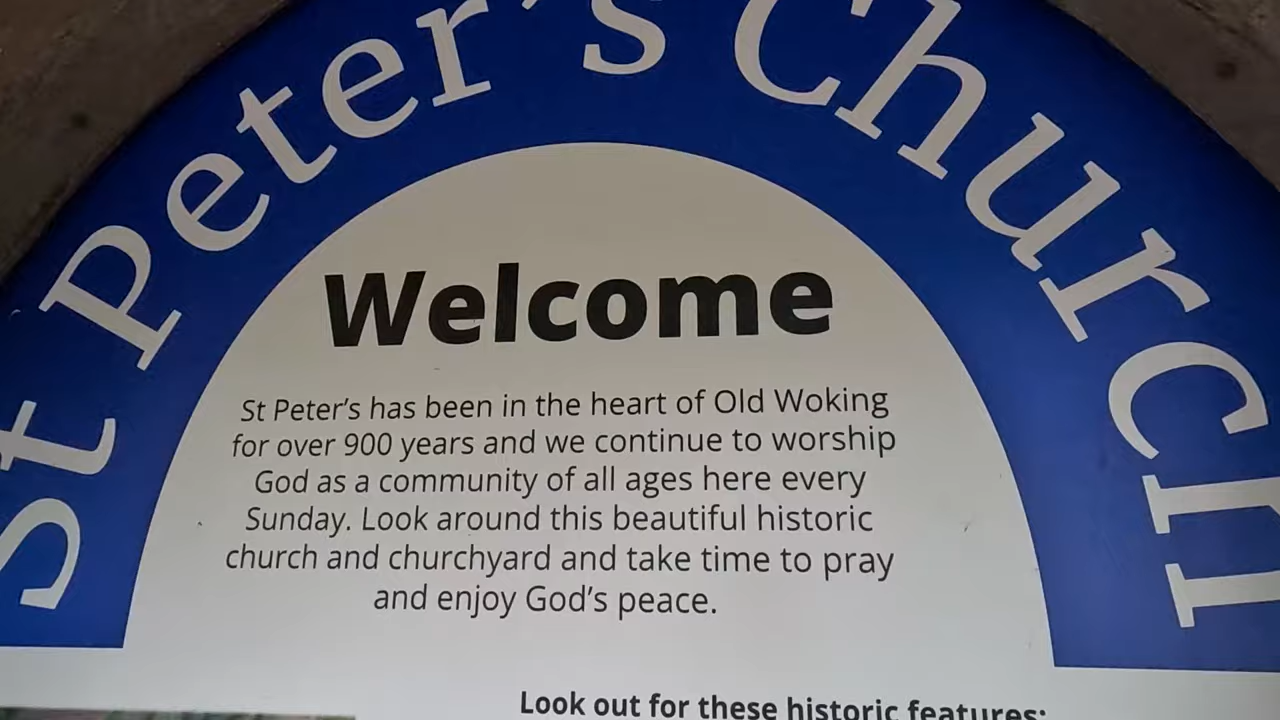 St Peter's Church
Welcome
St Peter's has been in the heart of Old Woking
for over 900 years and we continue to worship
God as a community of all ages here every
Sunday. Look around this beautiful historic
church and churchyard and take time to pray
and enjoy God's peace.
Look out for these historic features: